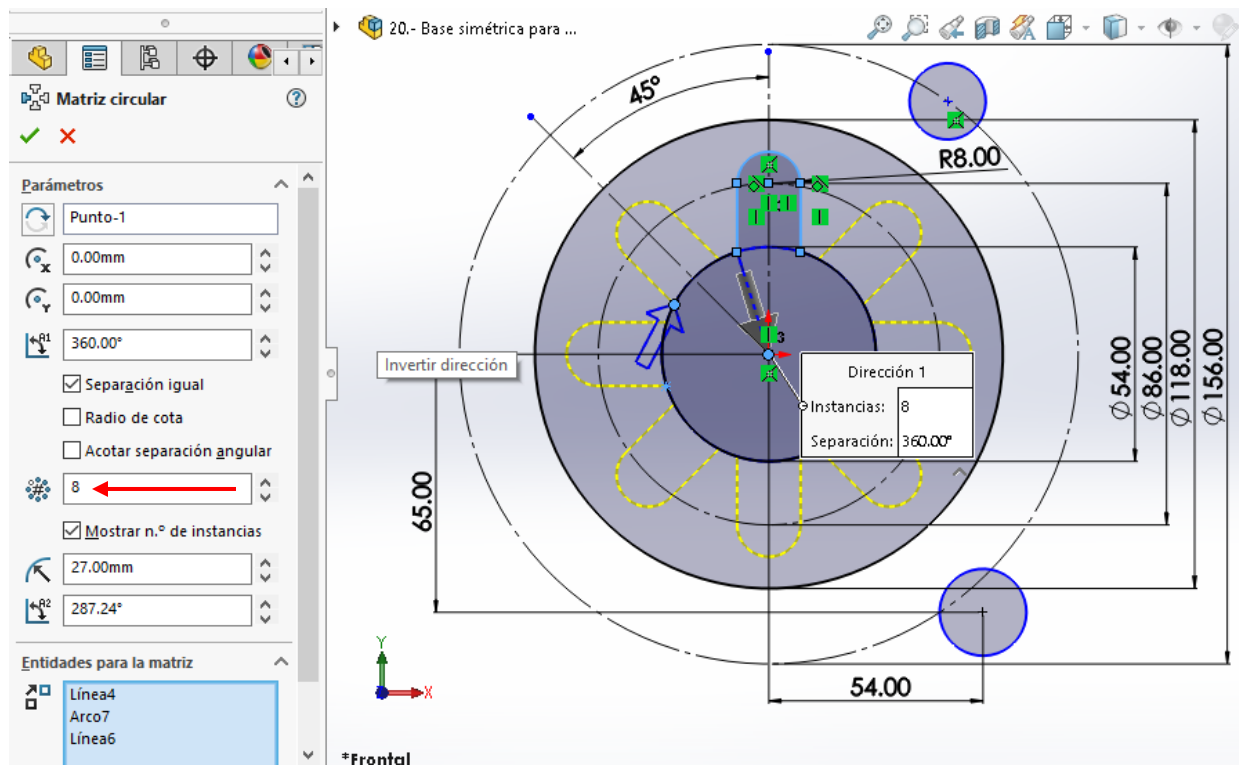 20.- Base simétrica para ...
Matriz circular
Parámetros
Punto-1
0.00mm
0.00mm
360.00°
Separación igual
Radio de cota
Acotar separación angular
8
Mostrar n.º de instancias
27.00mm
287.24°
Entidades para la matriz
Línea4
Arco7
Línea6
45°
R8.00
Invertir dirección
3
Dirección 1
Instancias: 8
Separación: 360.00°
Ø54.00
Ø86.00
Ø118.00
Ø156.00
65.00
54.00
Y
X
*Frontal